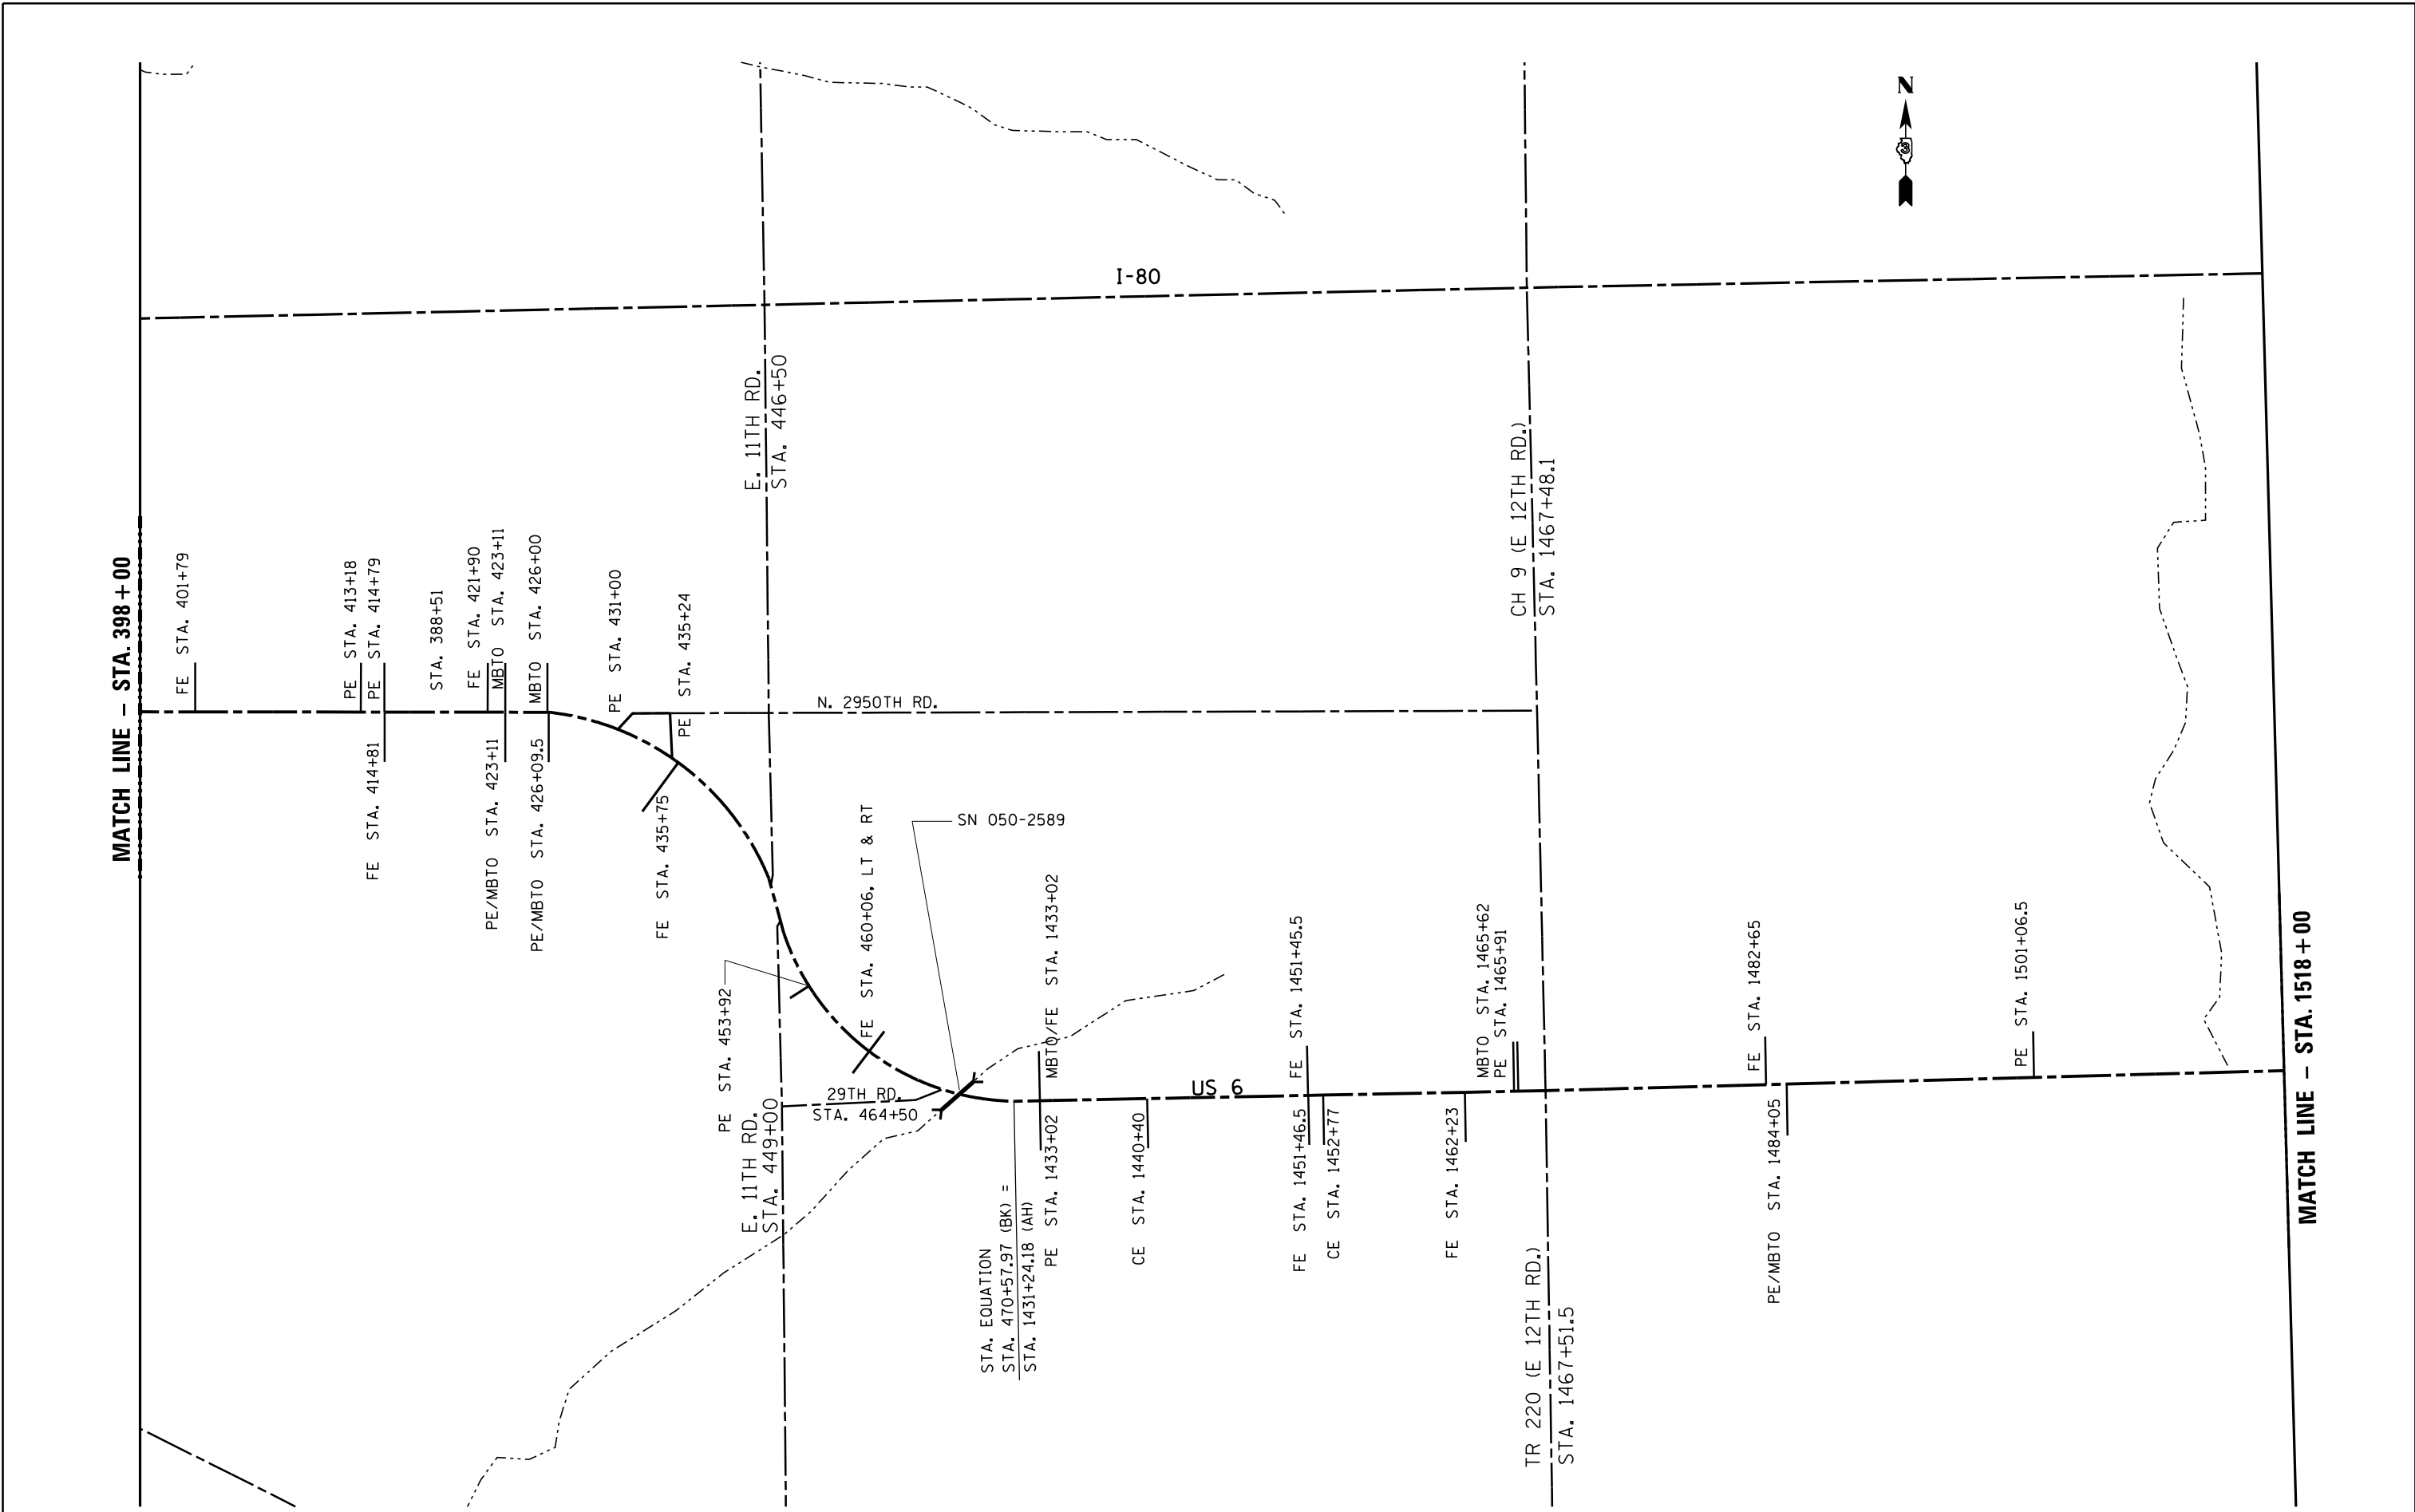 N
3
I-80
E. 11TH RD.
STA. 446+50
CH 9 (E 12TH RD.)
STA. 1467+48.1
MATCH LINE - STA. 398+00
FE STA. 401+79
PE STA. 413+18
PE STA. 414+79
STA. 388+51
FE STA. 421+90
MBTO STA. 423+11
MBTO STA. 426+00
PE STA. 431+00
PE STA. 435+24
N. 2950TH RD.
FE STA. 414+81
PE/MBTO STA. 423+11
PE/MBTO STA. 426+09.5
FE STA. 435+75
FE STA. 460+06, LT & RT
SN 050-2589
PE STA. 453+92
29TH RD.
STA. 464+50
E. 11TH RD.
STA. 449+00
MBTO/FE STA. 1433+02
US 6
FE STA. 1451+45.5
MBTO STA. 1465+62
PE STA. 1465+91
FE STA. 1482+65
PE STA. 1501+06.5
STA. EQUATION
STA. 470+57.97 (BK) =
STA. 1431+24.18 (AH)
PE STA. 1433+02
CE STA. 1440+40
FE STA. 1451+46.5
CE STA. 1452+77
FE STA. 1462+23
TR 220 (E 12TH RD.)
STA. 1467+51.5
PE/MBTO STA. 1484+05
MATCH LINE - STA. 1518+00